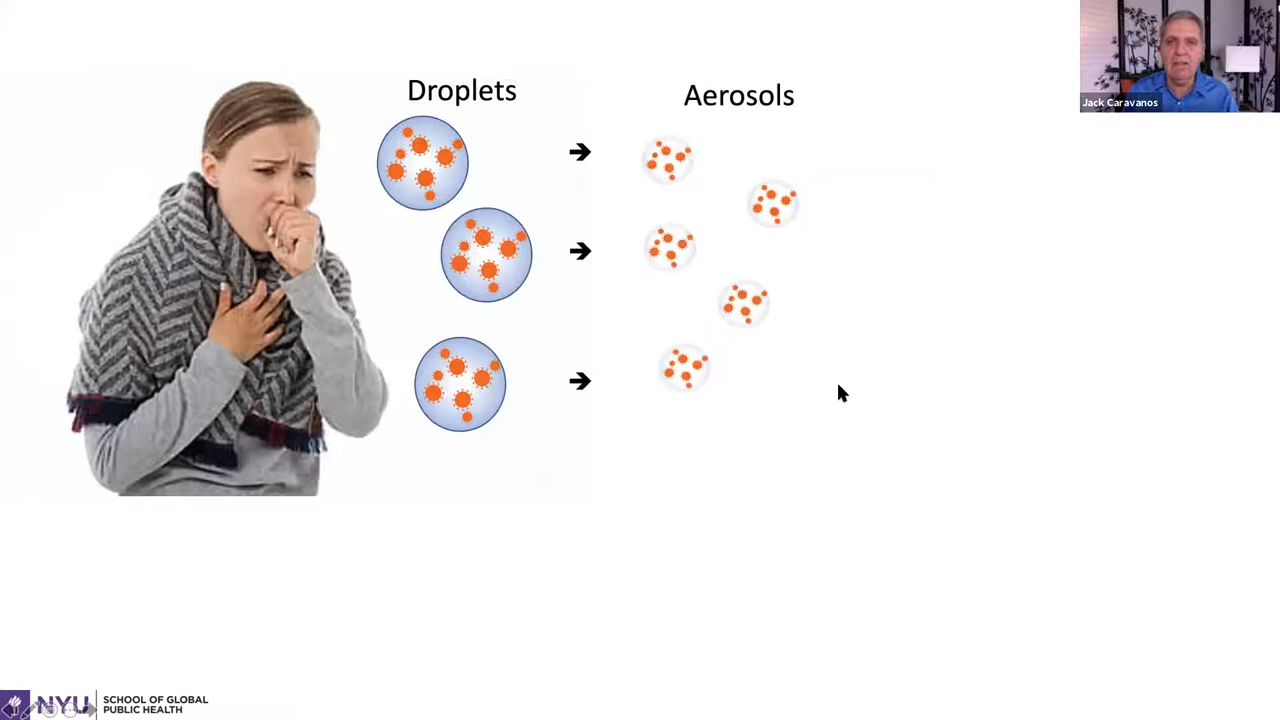 Droplets
Aerosols
Jack Caravanos
NYU
SCHOOL OF GLOBAL
PUBLIC HEALTH